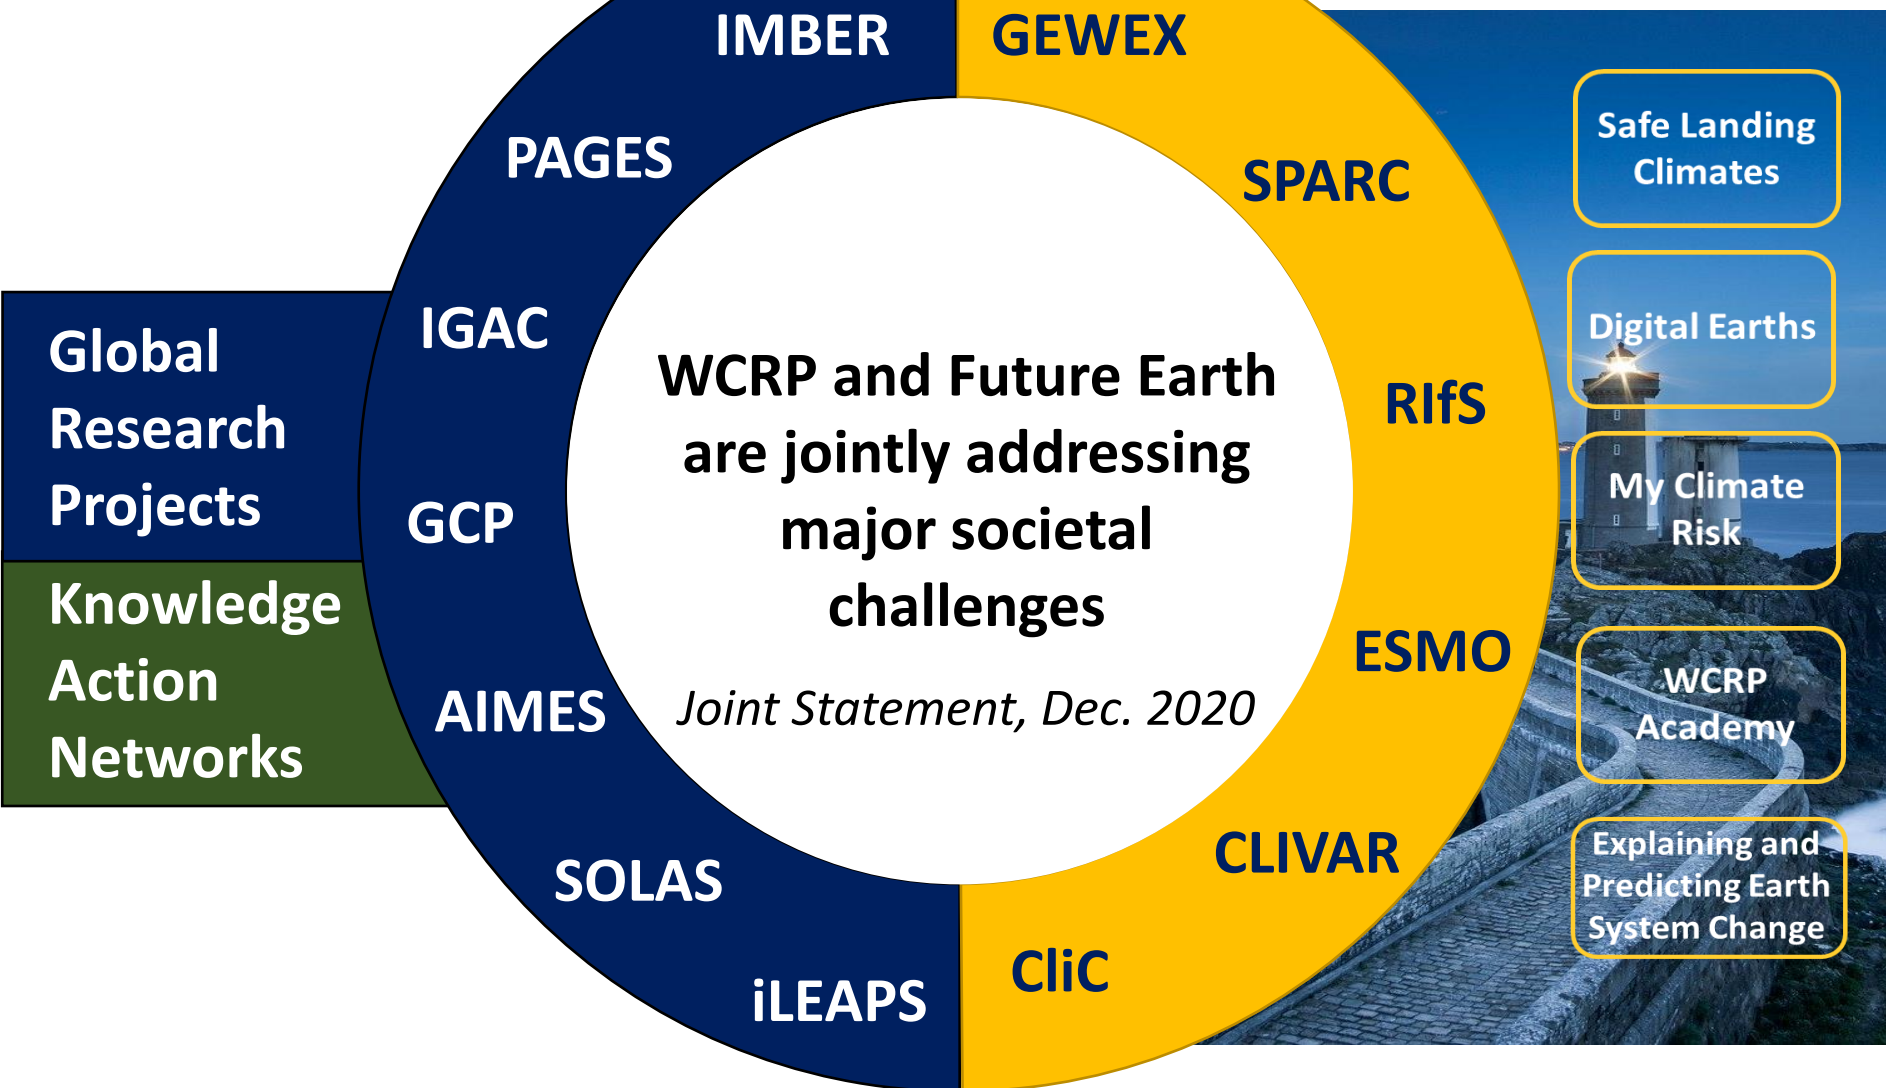 IMBER
GEWEX
PAGES
SPARC
IGAC
RIfS
GCP
ESMO
AIMES
CLIVAR
SOLAS
CliC
iLEAPS
Global
Research
Projects
Knowledge
Action
Networks
WCRP and Future Earth
are jointly addressing
major societal
challenges
Joint Statement, Dec. 2020
Safe Landing
Climates
Digital Earths
My Climate
Risk
WCRP
Academy
Explaining and
Predicting Earth
System Change